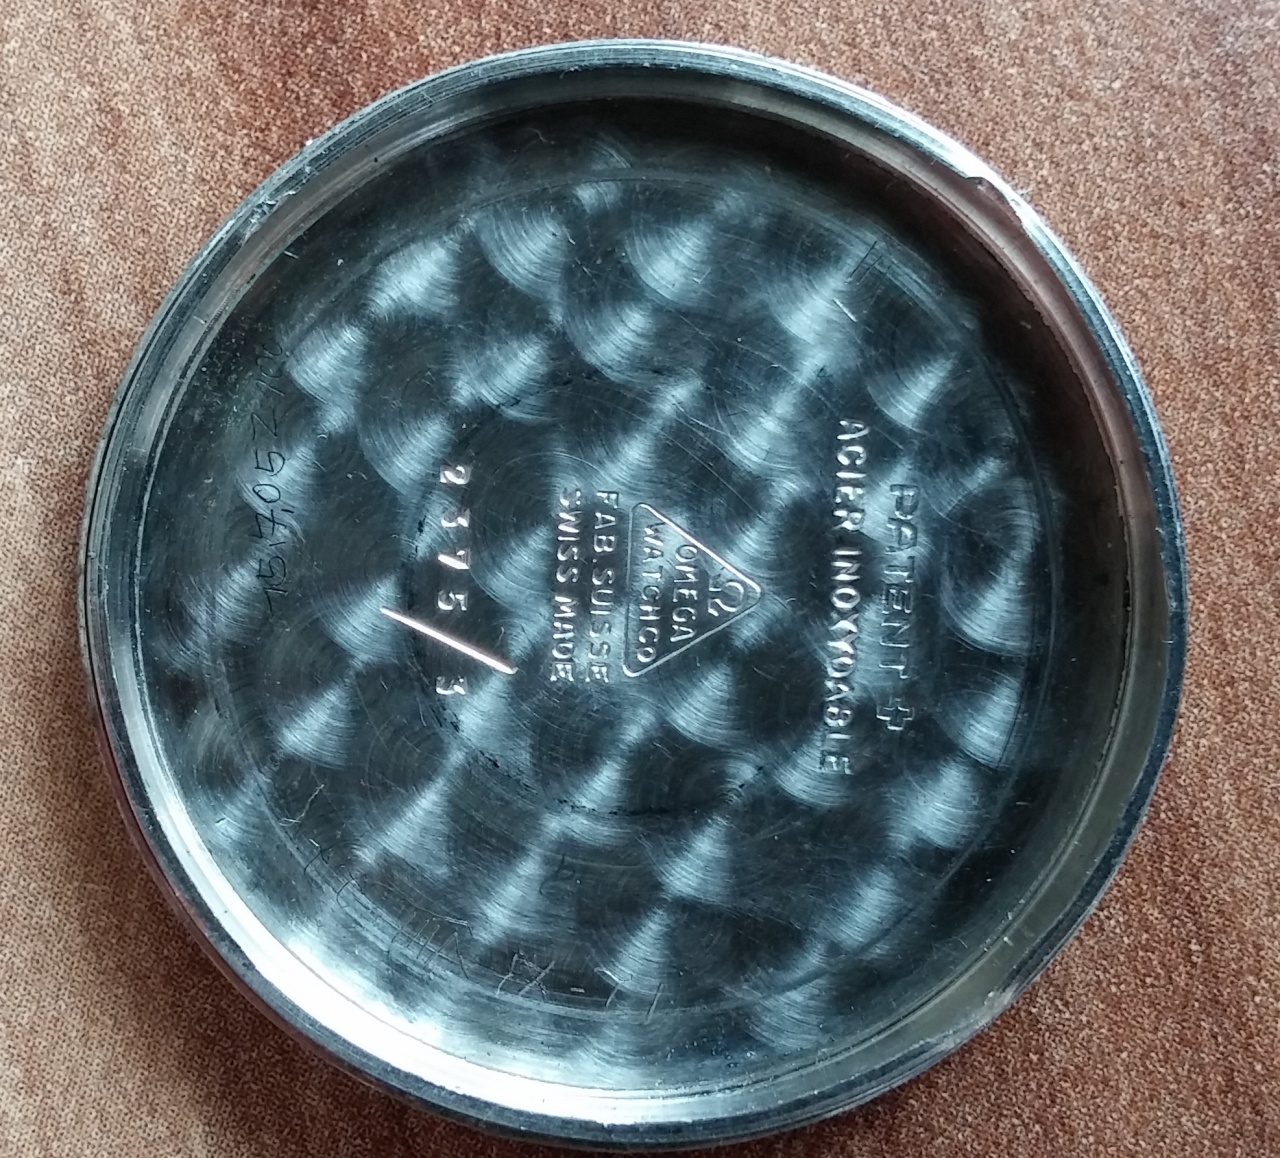 PATENT
ACIER INOXYDABLE
Ω
OMEGA
WATCH CO
FAB. SUISSE
SWISS MADE
2375/3